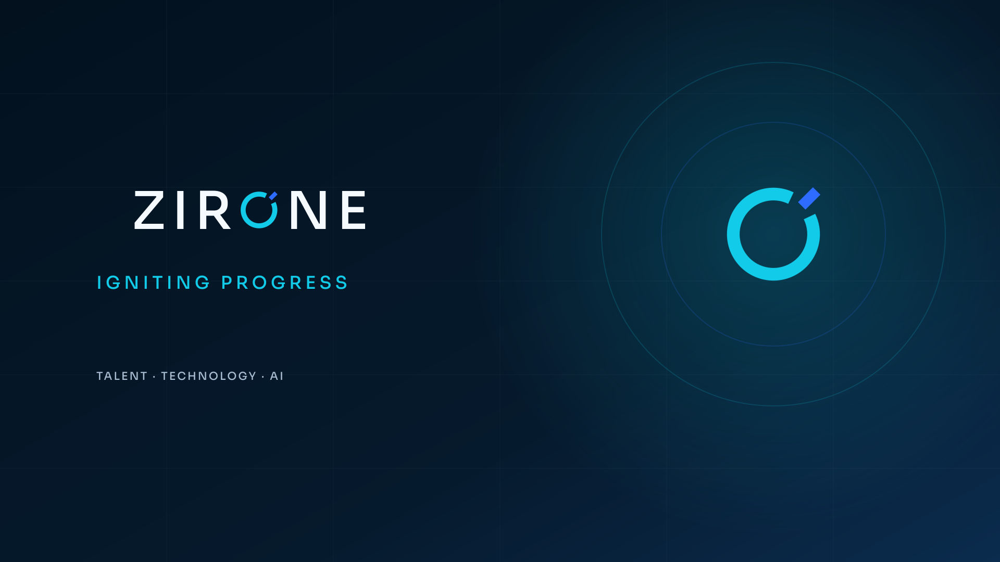 ZIRONE
IGNITING PROGRESS
TALENT · TECHNOLOGY · AI